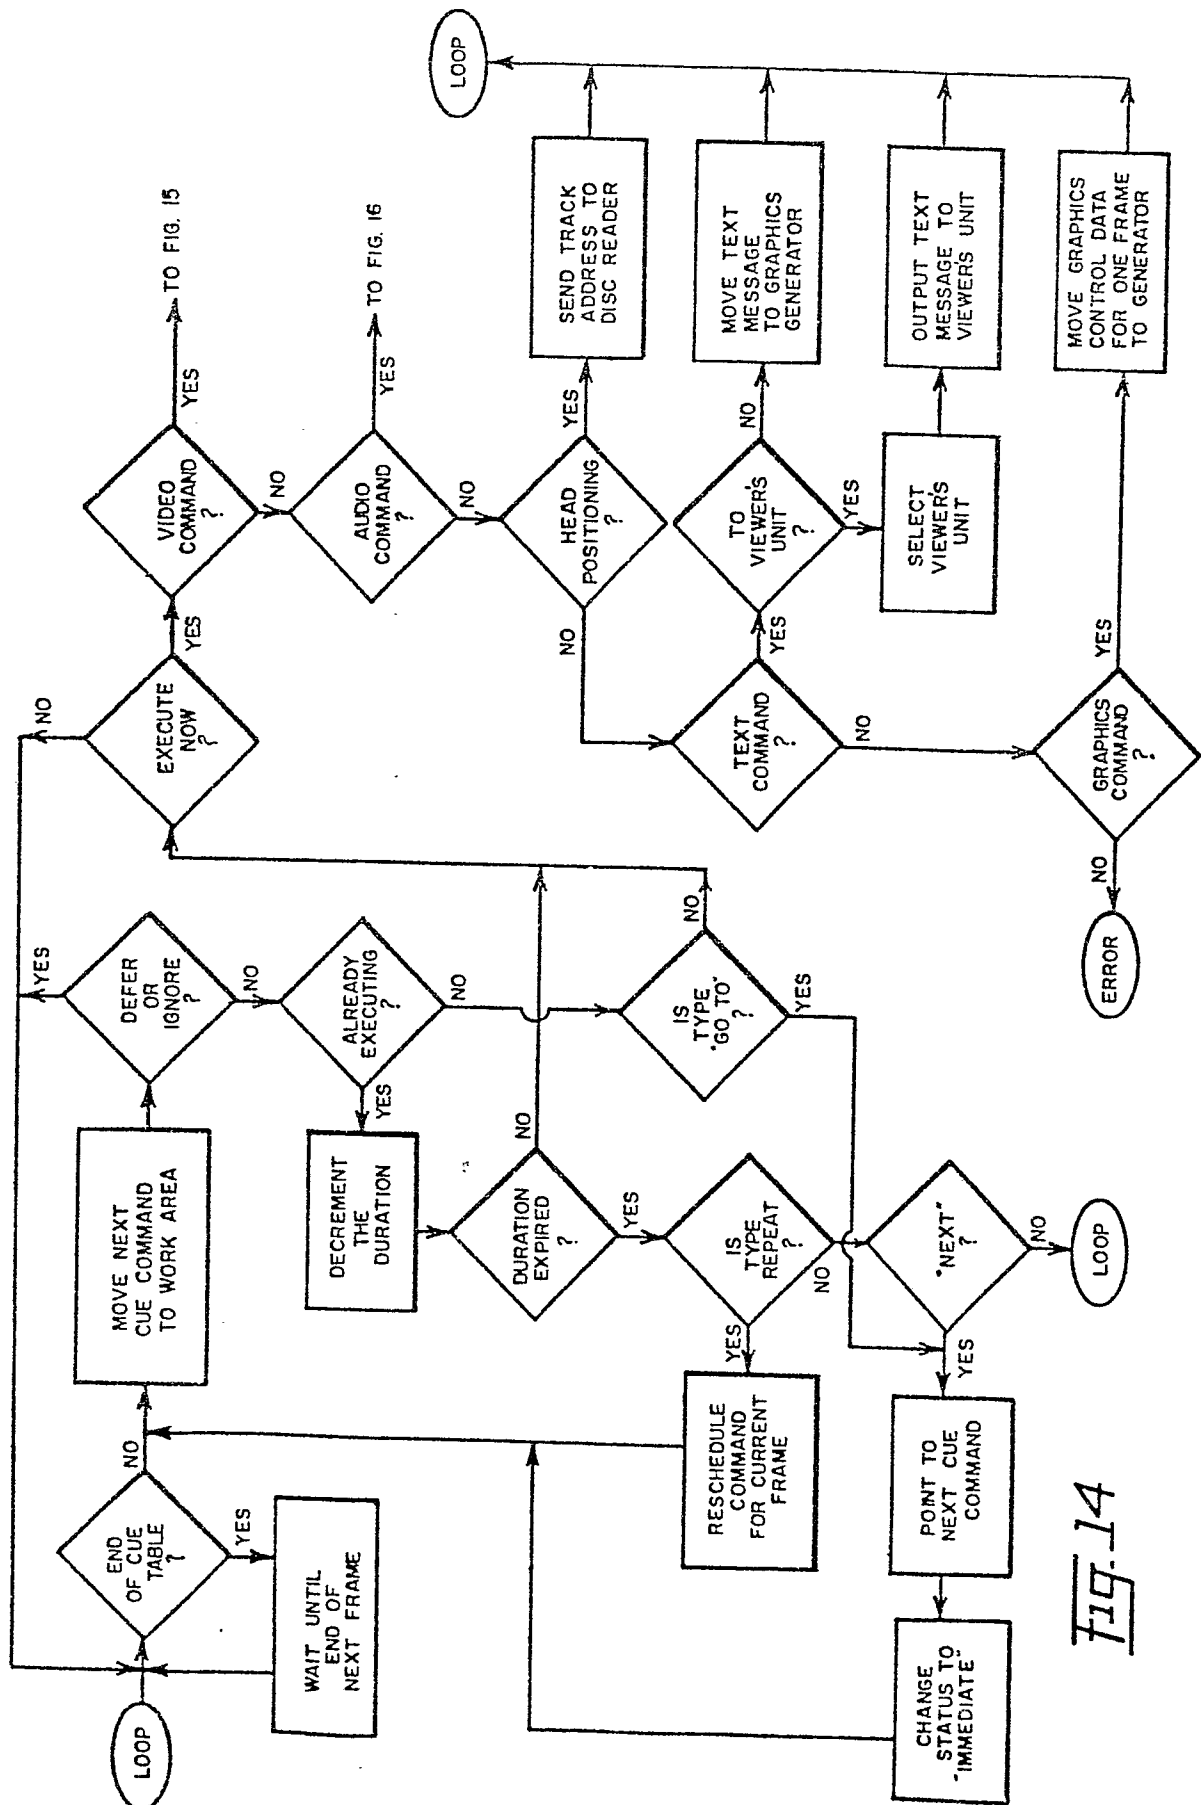 LOOP
END
OF CUE
TABLE
?
NO
YES
WAIT UNTIL
END OF
NEXT FRAME
MOVE NEXT
CUE COMMAND
TO WORK AREA
DEFER
OR
IGNORE
?
YES
NO
ALREADY
EXECUTING
?
YES
NO
DECREMENT
THE
DURATION
DURATION
EXPIRED
?
NO
YES
IS
TYPE
REPEAT
?
YES
NO
RESCHEDULE
COMMAND
FOR CURRENT
FRAME
IS
TYPE
"GO TO"
?
NO
YES
"NEXT"
?
YES
NO
LOOP
POINT TO
NEXT CUE
COMMAND
CHANGE
STATUS TO
"IMMEDIATE"
EXECUTE
NOW
?
NO
YES
VIDEO
COMMAND
?
YES
TO FIG. 15
NO
AUDIO
COMMAND
?
YES
TO FIG. 16
NO
HEAD
POSITIONING
?
YES
NO
SEND TRACK
ADDRESS TO
DISC READER
LOOP
TEXT
COMMAND
?
YES
NO
TO
VIEWER'S
UNIT
?
NO
YES
MOVE TEXT
MESSAGE
TO GRAPHICS
GENERATOR
SELECT
VIEWER'S
UNIT
OUTPUT TEXT
MESSAGE TO
VIEWER'S UNIT
GRAPHICS
COMMAND
?
YES
NO
MOVE GRAPHICS
CONTROL DATA
FOR ONE FRAME
TO GENERATOR
ERROR
Fig. 14